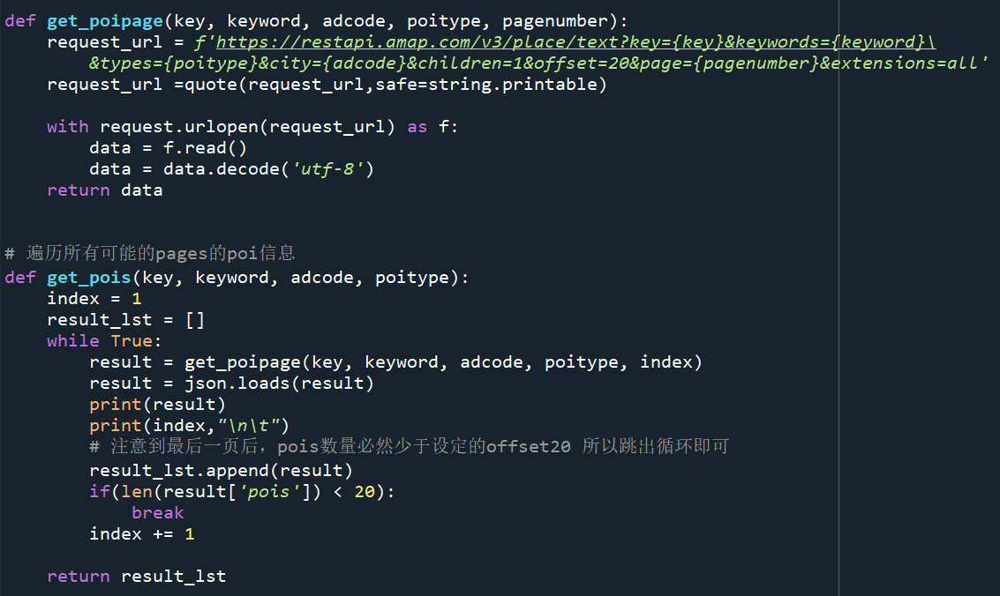 def get_poipage(key, keyword, adcode, poitype, pagenumber):
    request_url = f'https://restapi.amap.com/v3/place/text?key={key}&keywords={keyword}\
        &types={poitype}&city={adcode}&children=1&offset=20&page={pagenumber}&extensions=all'
    request_url =quote(request_url,safe=string.printable)
    with request.urlopen(request_url) as f:
        data = f.read()
        data = data.decode('utf-8')
    return data
# 遍历所有可能的pages的poi信息
def get_pois(key, keyword, adcode, poitype):
    index = 1
    result_lst = []
    while True:
        result = get_poipage(key, keyword, adcode, poitype, index)
        result = json.loads(result)
        print(result)
        print(index,"\n\t")
        # 注意到最后一页后，pois数量必然少于设定的offset20 所以跳出循环即可
        result_lst.append(result)
        if(len(result['pois']) < 20):
            break
        index += 1
    return result_lst